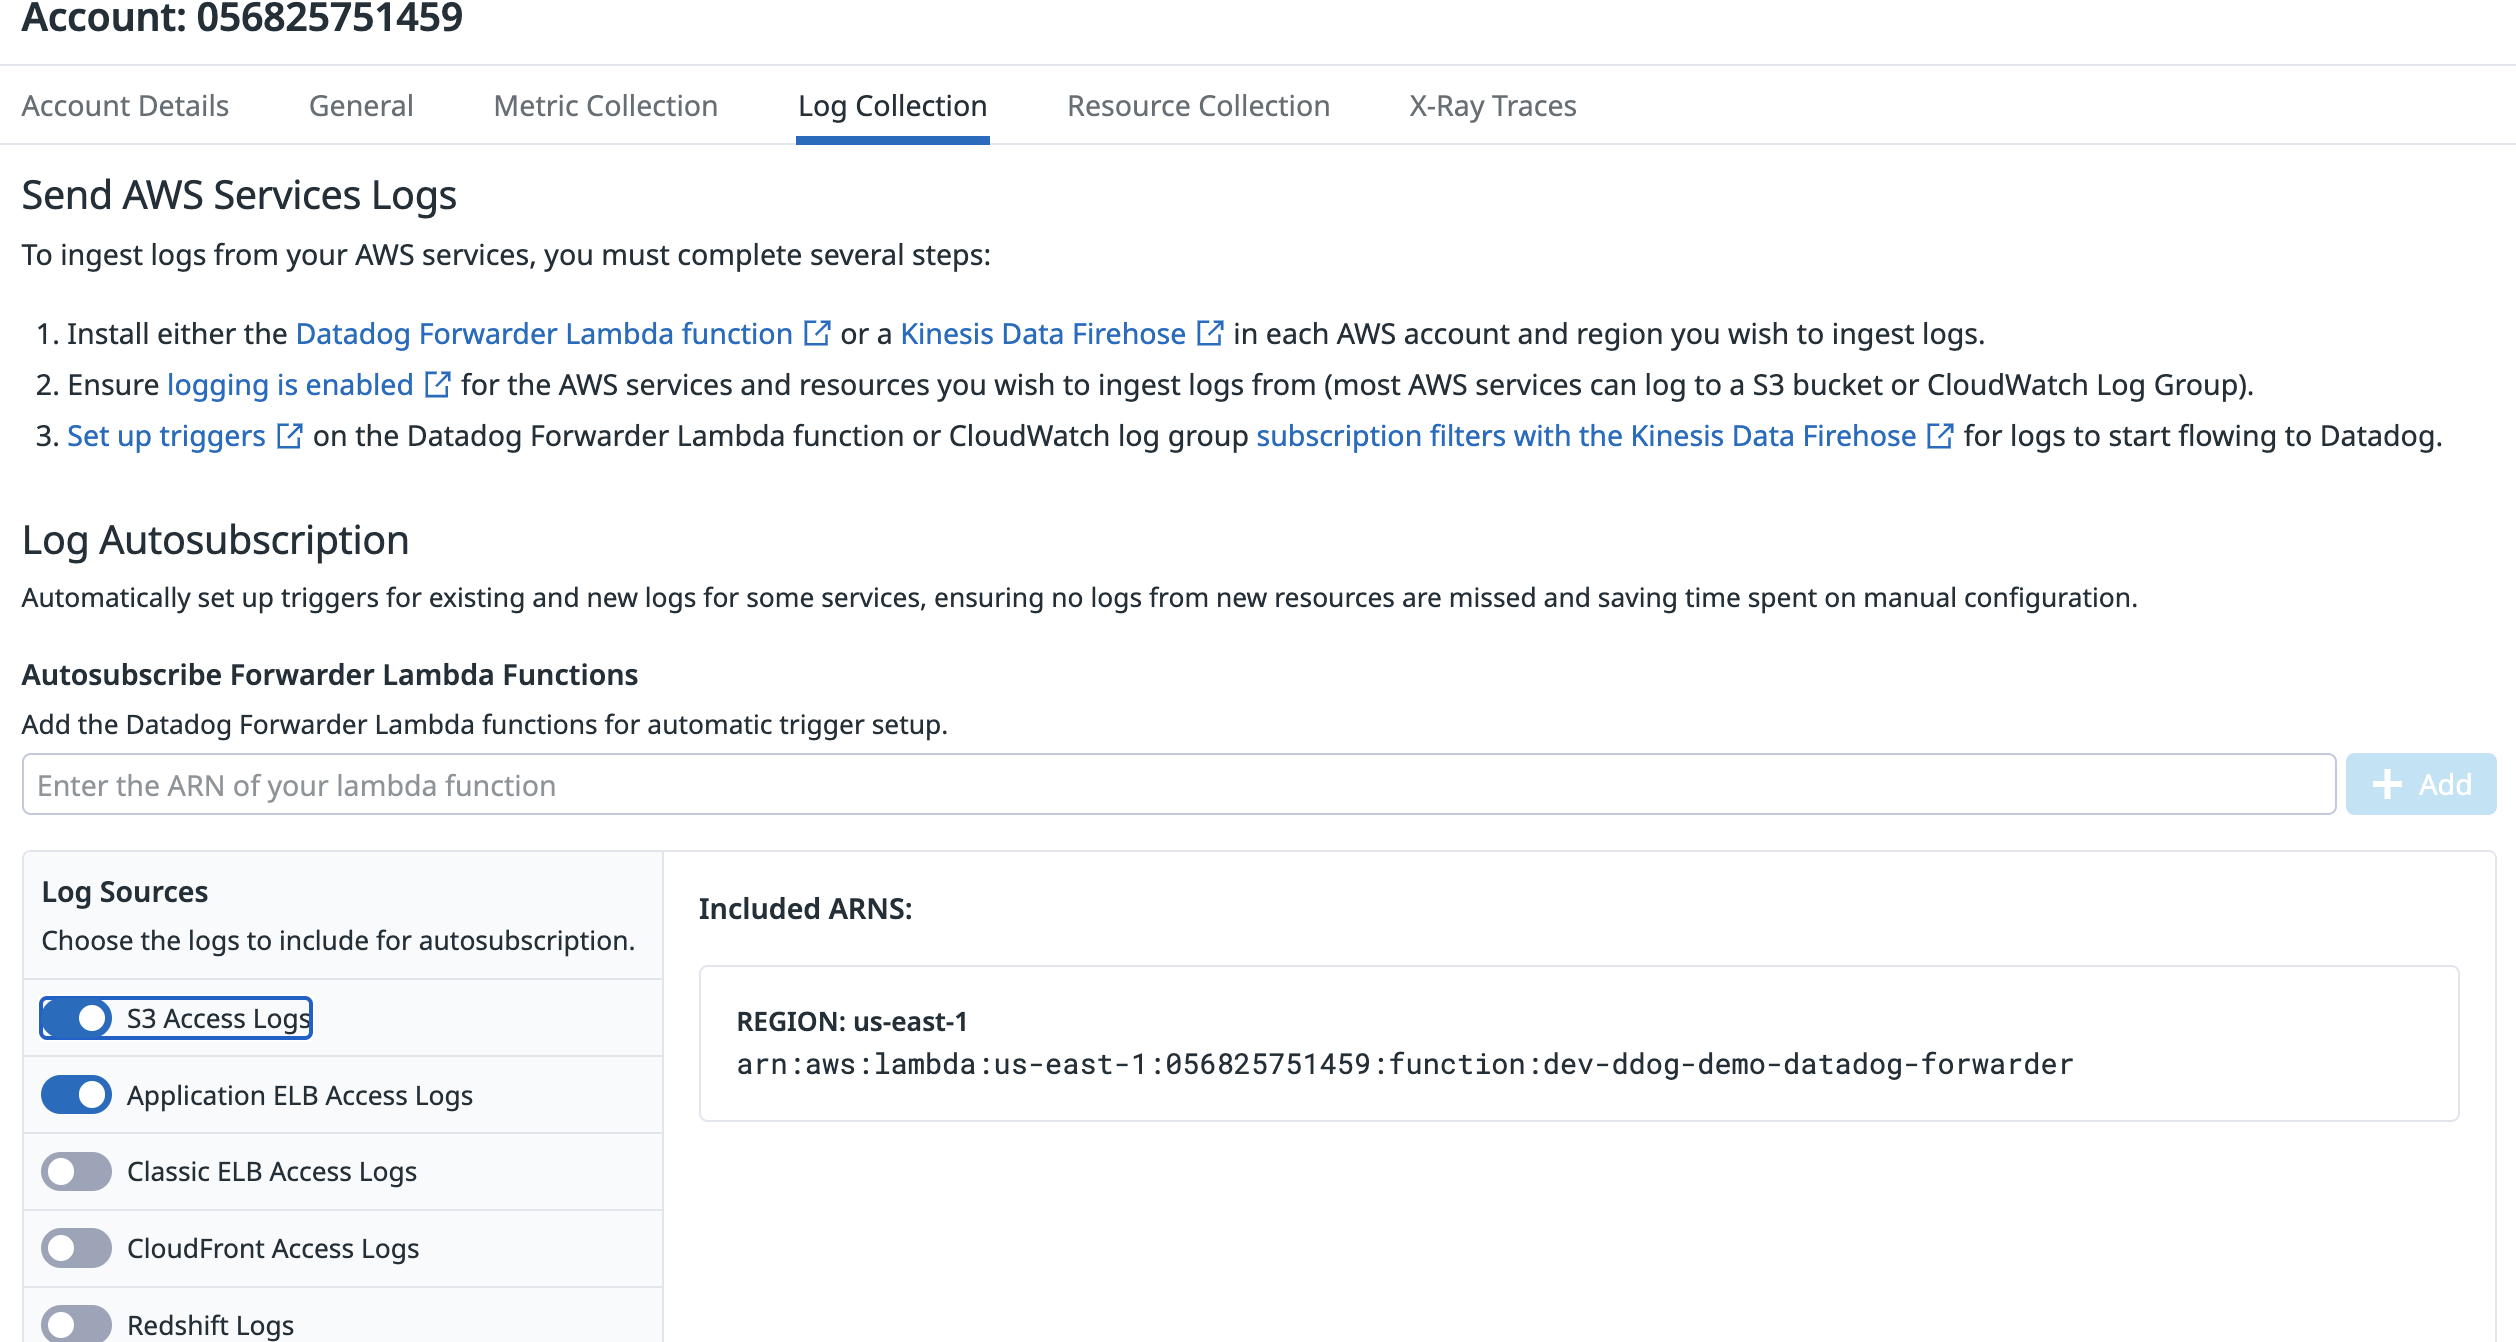 Account: 056825751459
Account Details General Metric Collection Log Collection Resource Collection X-Ray Traces
Send AWS Services Logs
To ingest logs from your AWS services, you must complete several steps:
1. Install either the Datadog Forwarder Lambda function or a Kinesis Data Firehose in each AWS account and region you wish to ingest logs.
2. Ensure logging is enabled for the AWS services and resources you wish to ingest logs from (most AWS services can log to a S3 bucket or CloudWatch Log Group).
3. Set up triggers on the Datadog Forwarder Lambda function or CloudWatch log group subscription filters with the Kinesis Data Firehose for logs to start flowing to Datadog.
Log Autosubscription
Automatically set up triggers for existing and new logs for some services, ensuring no logs from new resources are missed and saving time spent on manual configuration.
Autosubscribe Forwarder Lambda Functions
Add the Datadog Forwarder Lambda functions for automatic trigger setup.
Enter the ARN of your lambda function
+ Add
Log Sources
Choose the logs to include for autosubscription.
S3 Access Logs
Application ELB Access Logs
Classic ELB Access Logs
CloudFront Access Logs
Redshift Logs
Included ARNS:
REGION: us-east-1
arn:aws:lambda:us-east-1:056825751459:function:dev-ddog-demo-datadog-forwarder